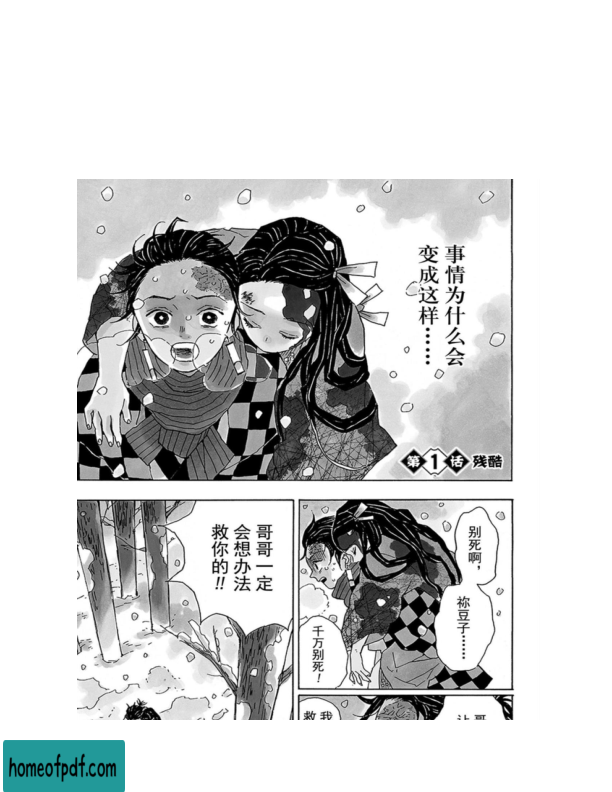 事情为什么会
变成这样……
第1话 残酷
别死啊，
祢豆子……
千万别死！
哥哥一定
会想办法
救你的!!
homeofpdf.com